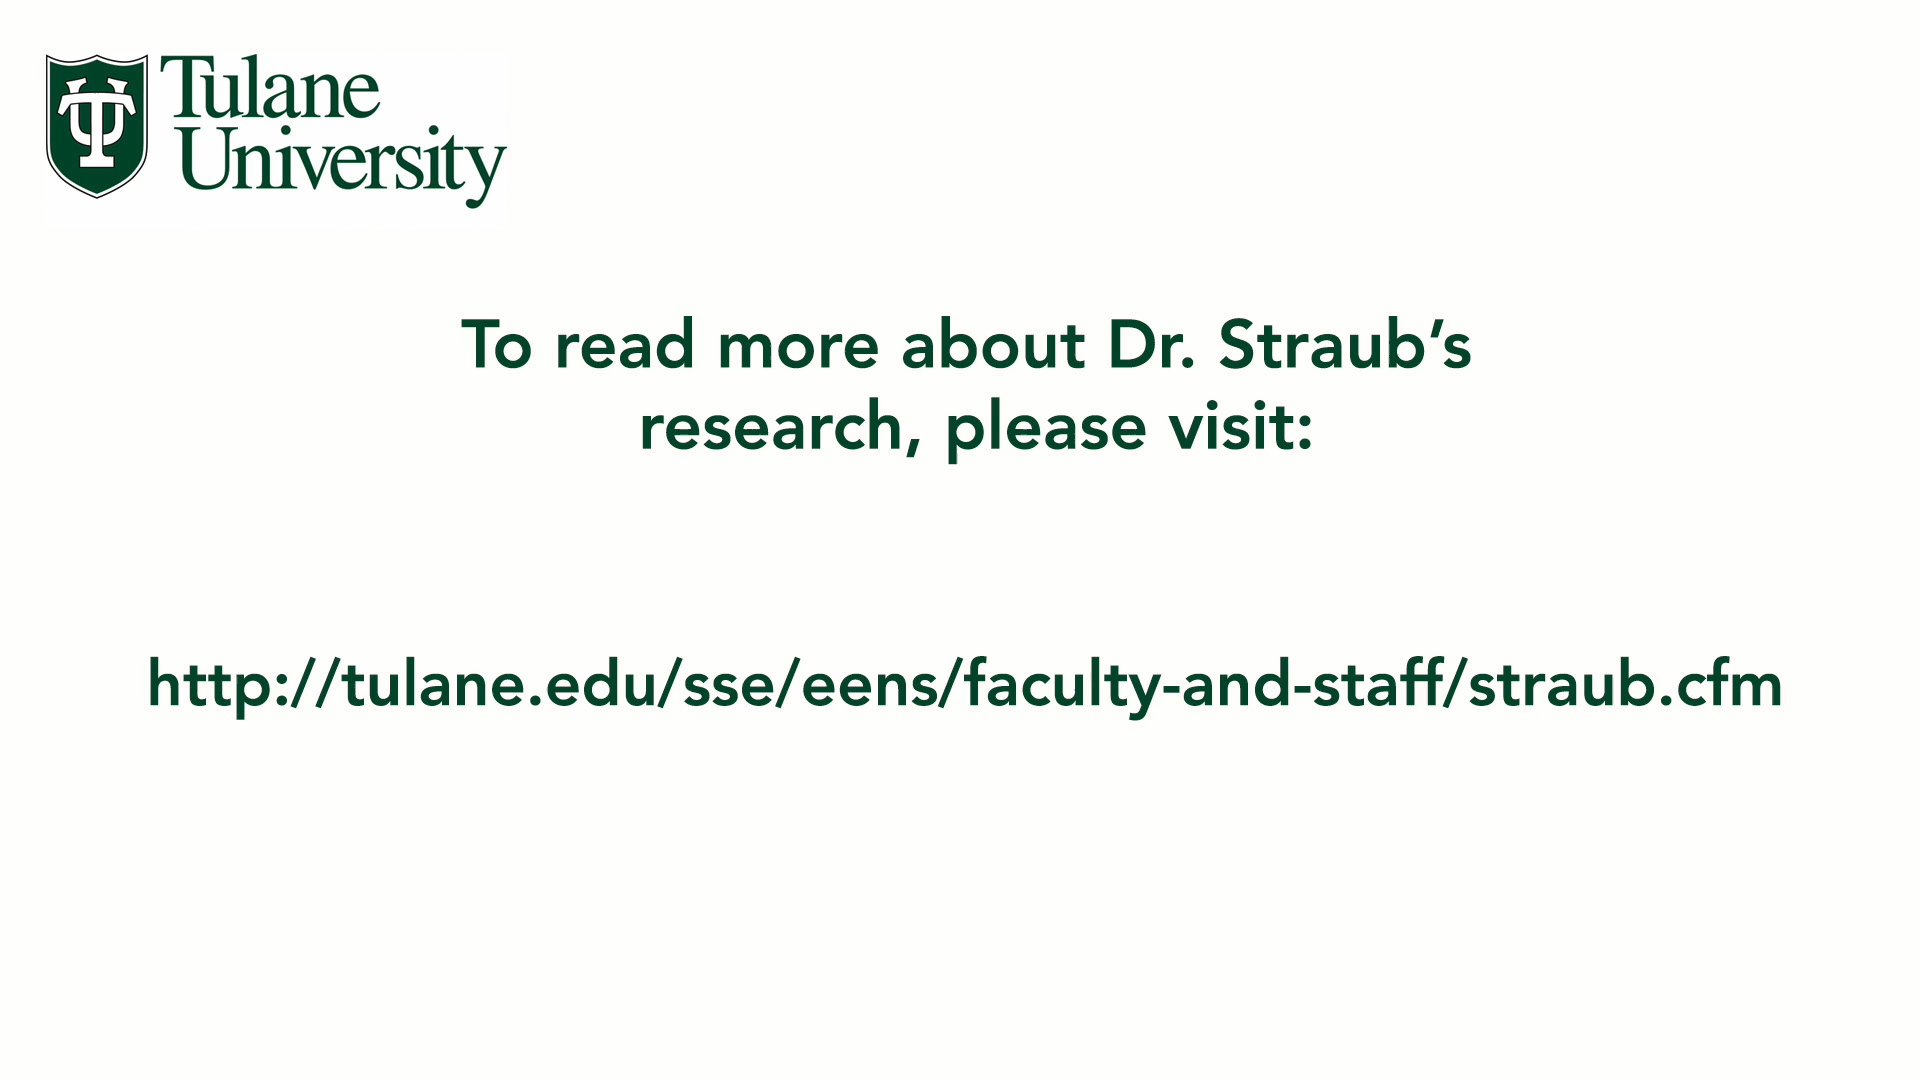 Tulane
University
To read more about Dr. Straub’s
research, please visit:
http://tulane.edu/sse/eens/faculty-and-staff/straub.cfm